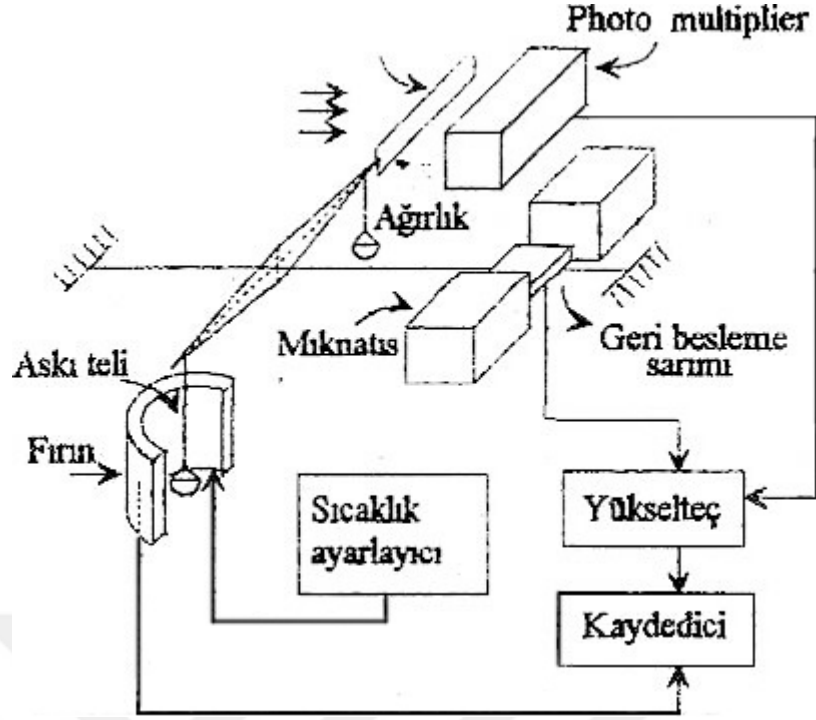 Photo multiplier
Ağırlık
Mıknatıs
Geri besleme
sarımı
Askı teli
Fırın
Sıcaklık
ayarlayıcı
Yükselteç
Kaydedici